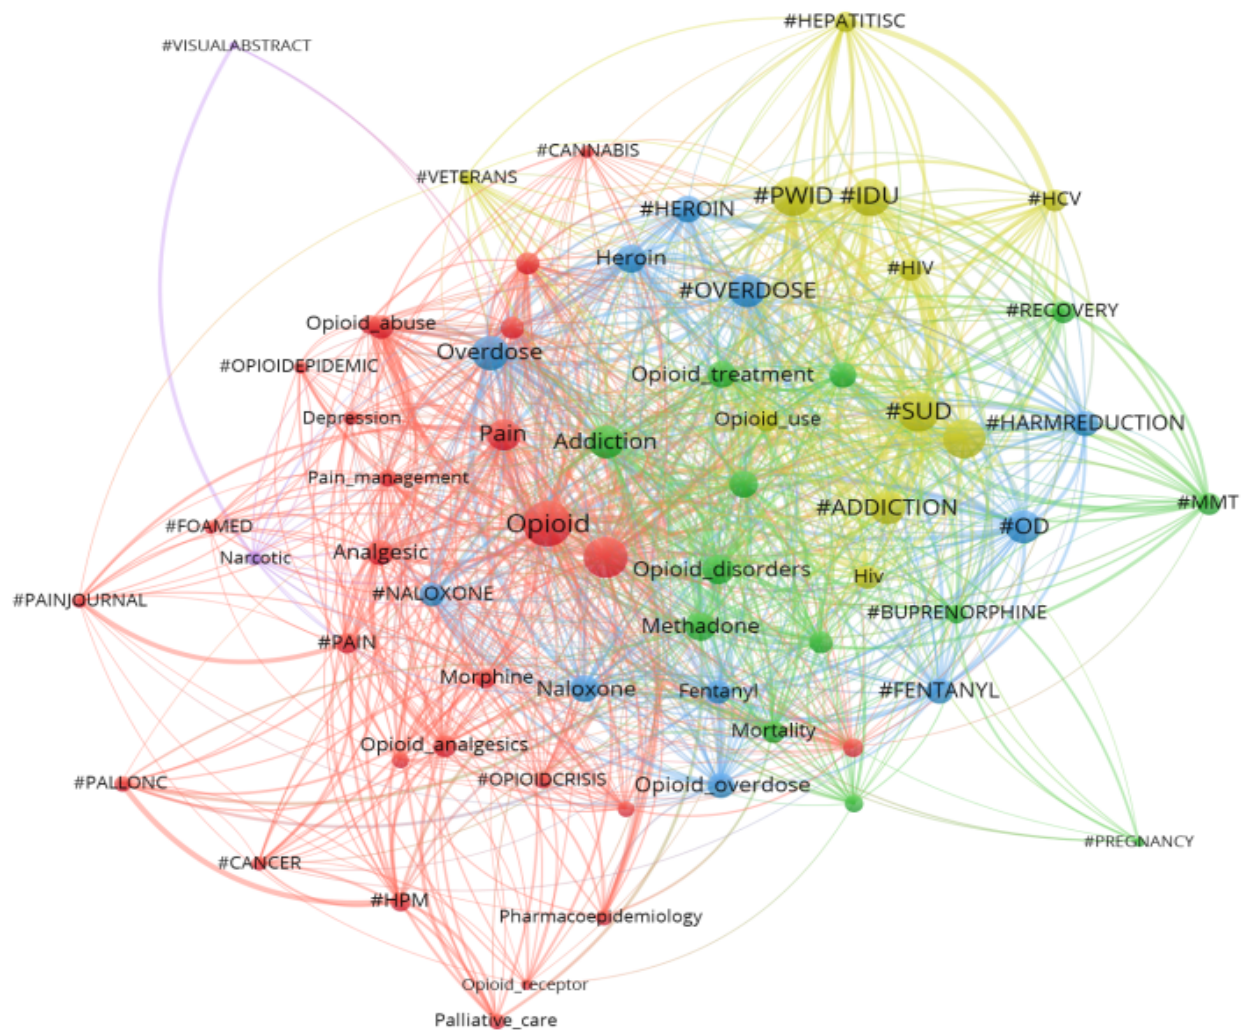 #HEPATITISC
#VISUALABSTRACT
#CANNABIS
#VETERANS
#PWID
#IDU
#HCV
#HEROIN
Heroin
#HIV
#OVERDOSE
#RECOVERY
Opioid_abuse
Overdose
#OPIOIDEPIDEMIC
Opioid_treatment
Depression
Opioid_use
#SUD
#HARMREDUCTION
Pain
Addiction
Pain_management
#ADDICTION
#MMT
#FOAMED
Opioid
#OD
Narcotic
Analgesic
Opioid_disorders
Hiv
#PAINJOURNAL
#NALOXONE
#BUPRENORPHINE
#PAIN
Methadone
Morphine
Naloxone
Fentanyl
#FENTANYL
Opioid_analgesics
Mortality
#PALLONC
#OPIOIDCRISIS
Opioid_overdose
#PREGNANCY
#CANCER
#HPM
Pharmacoepidemiology
Opioid_receptor
Palliative_care